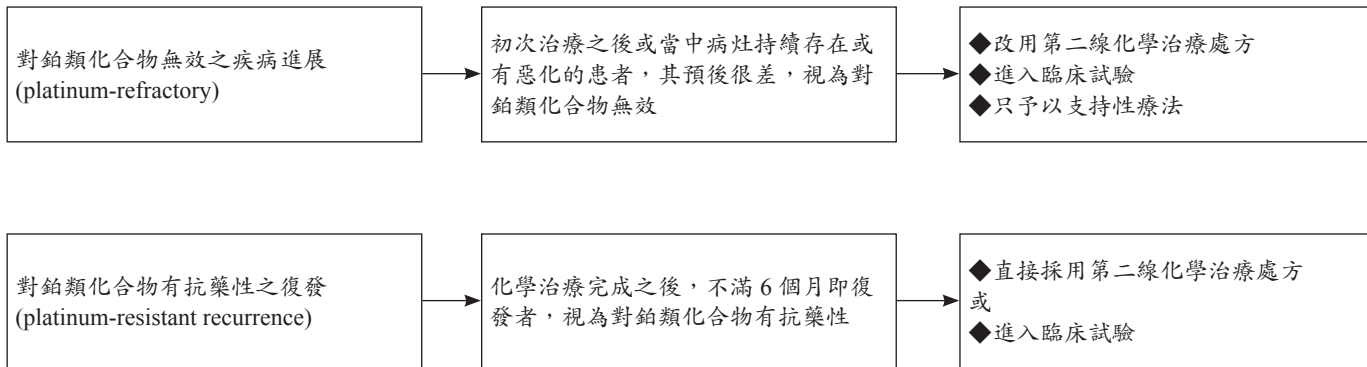 對鉑類化合物無效之疾病進展
(platinum-refractory)
初次治療之後或當中病灶持續存在或
有惡化的患者，其預後很差，視為對
鉑類化合物無效
◆改用第二線化學治療處方
◆進入臨床試驗
◆只予以支持性療法
對鉑類化合物有抗藥性之復發
(platinum-resistant recurrence)
化學治療完成之後，不滿 6 個月即復
發者，視為對鉑類化合物有抗藥性
◆直接採用第二線化學治療處方
或
◆進入臨床試驗